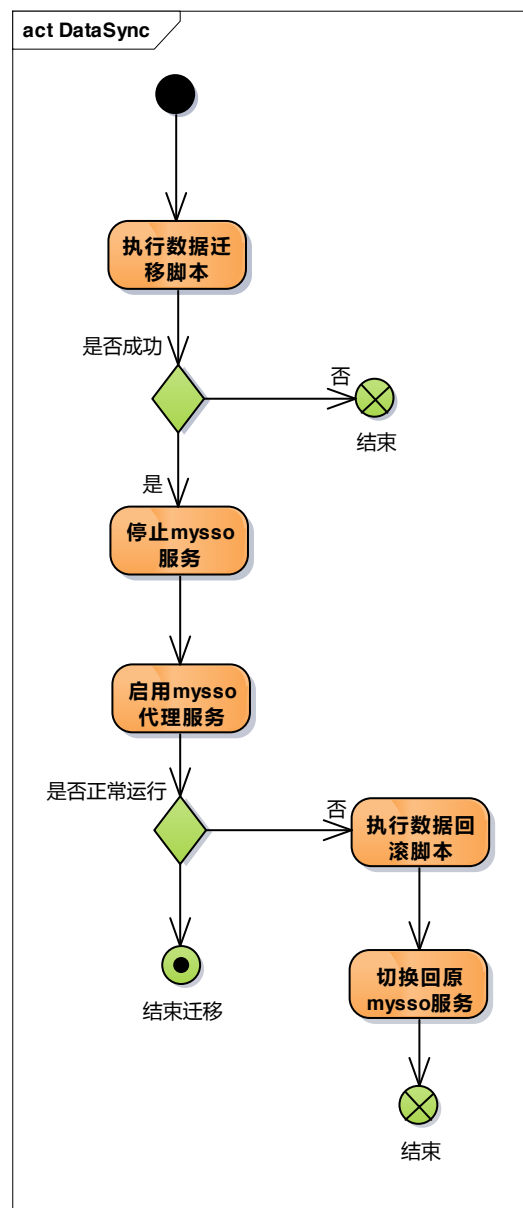 act DataSync
执行数据迁
移脚本
是否成功
否
结束
是
停止mysso
服务
启用mysso
代理服务
是否正常运行
否
执行数据回
滚脚本
切换回原
mysso服务
结束迁移
结束